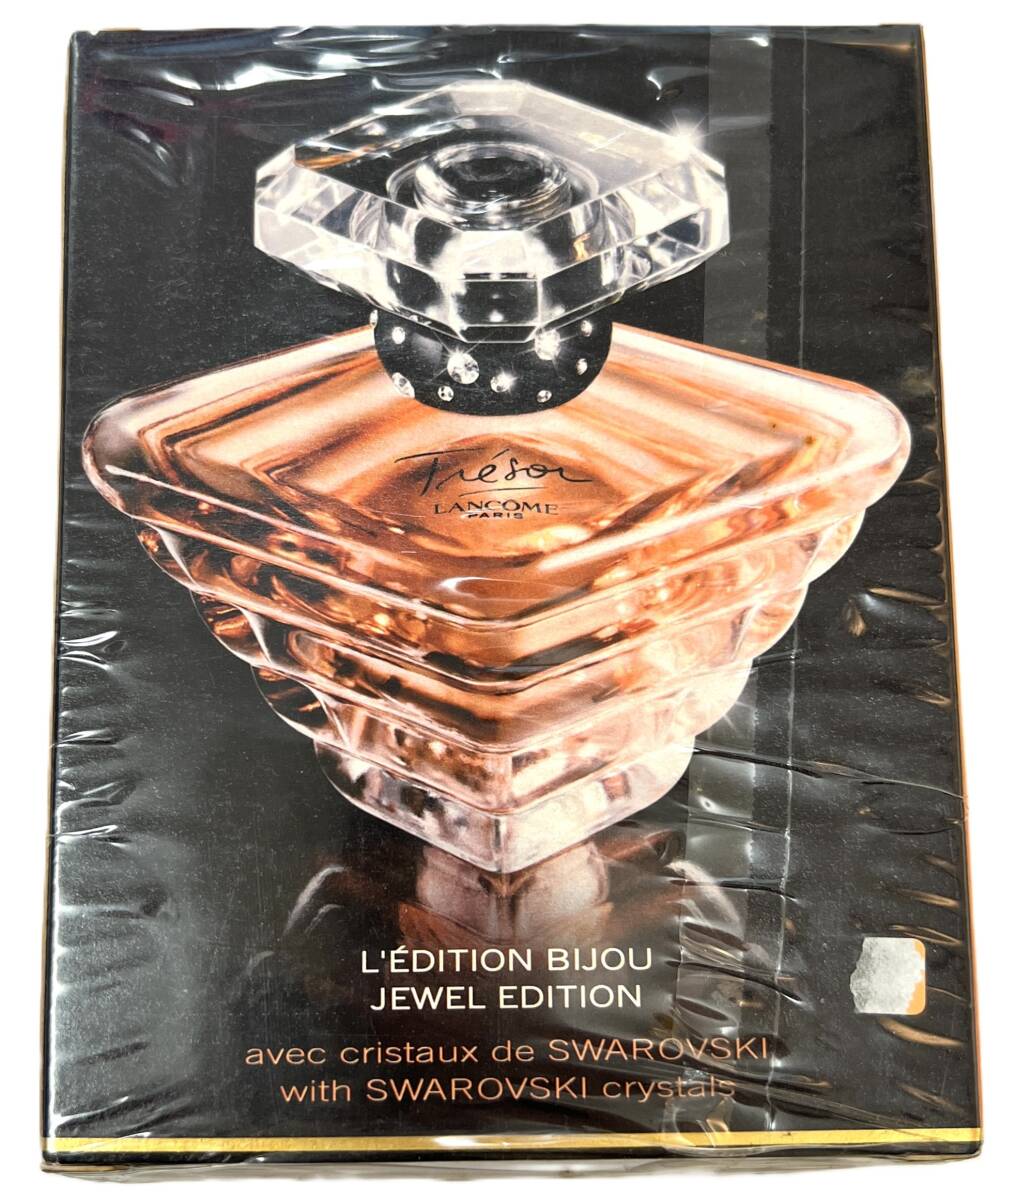 Trésor
LANCÔME
PARIS
L'ÉDITION BIJOU
JEWEL EDITION
avec cristaux de SWAROVSKI
with SWAROVSKI crystals